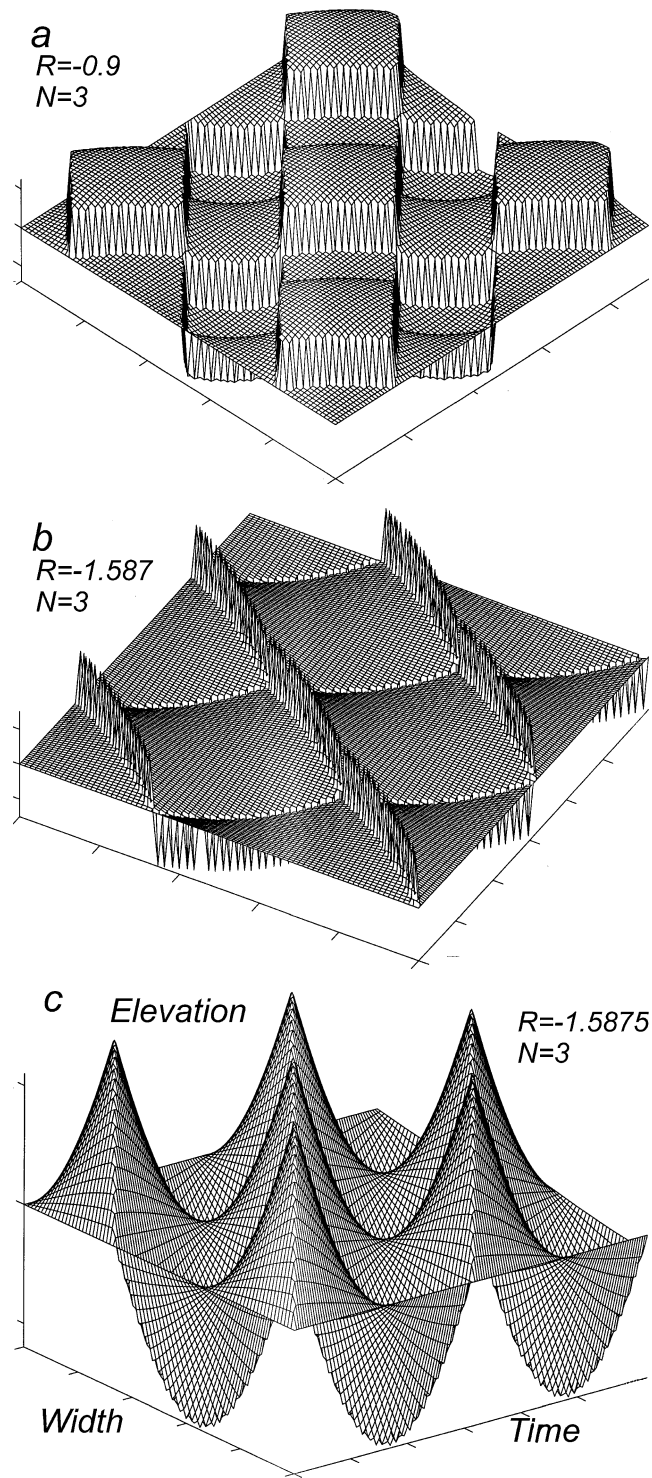 a
R=-0.9
N=3
b
R=-1.587
N=3
c
Elevation
R=-1.5875
N=3
Width
Time